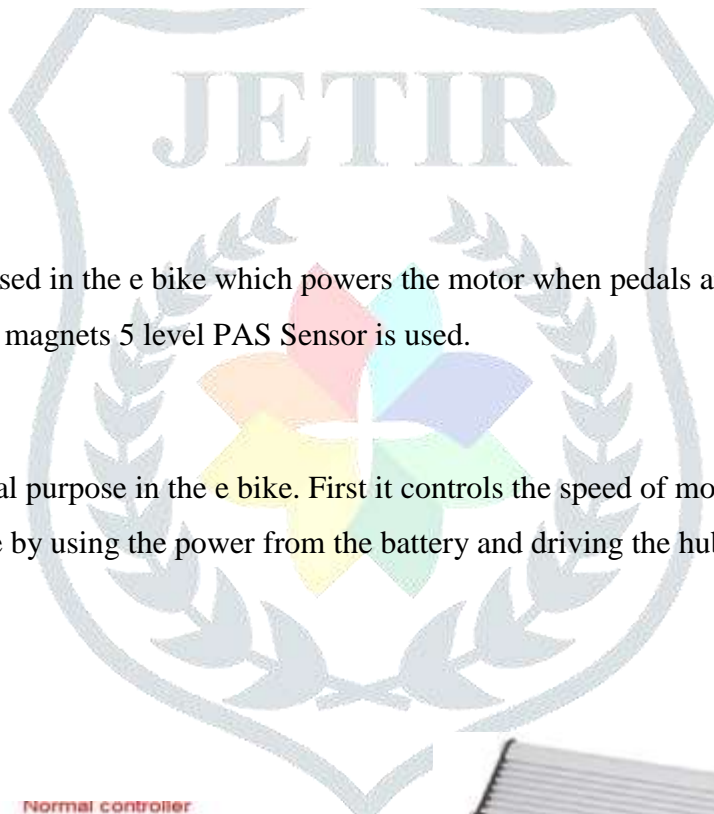 JETIR
sed in the e bike which powers the motor when pedals a
magnets 5 level PAS Sensor is used.
al purpose in the e bike. First it controls the speed of mo
e by using the power from the battery and driving the hub
Normal controller